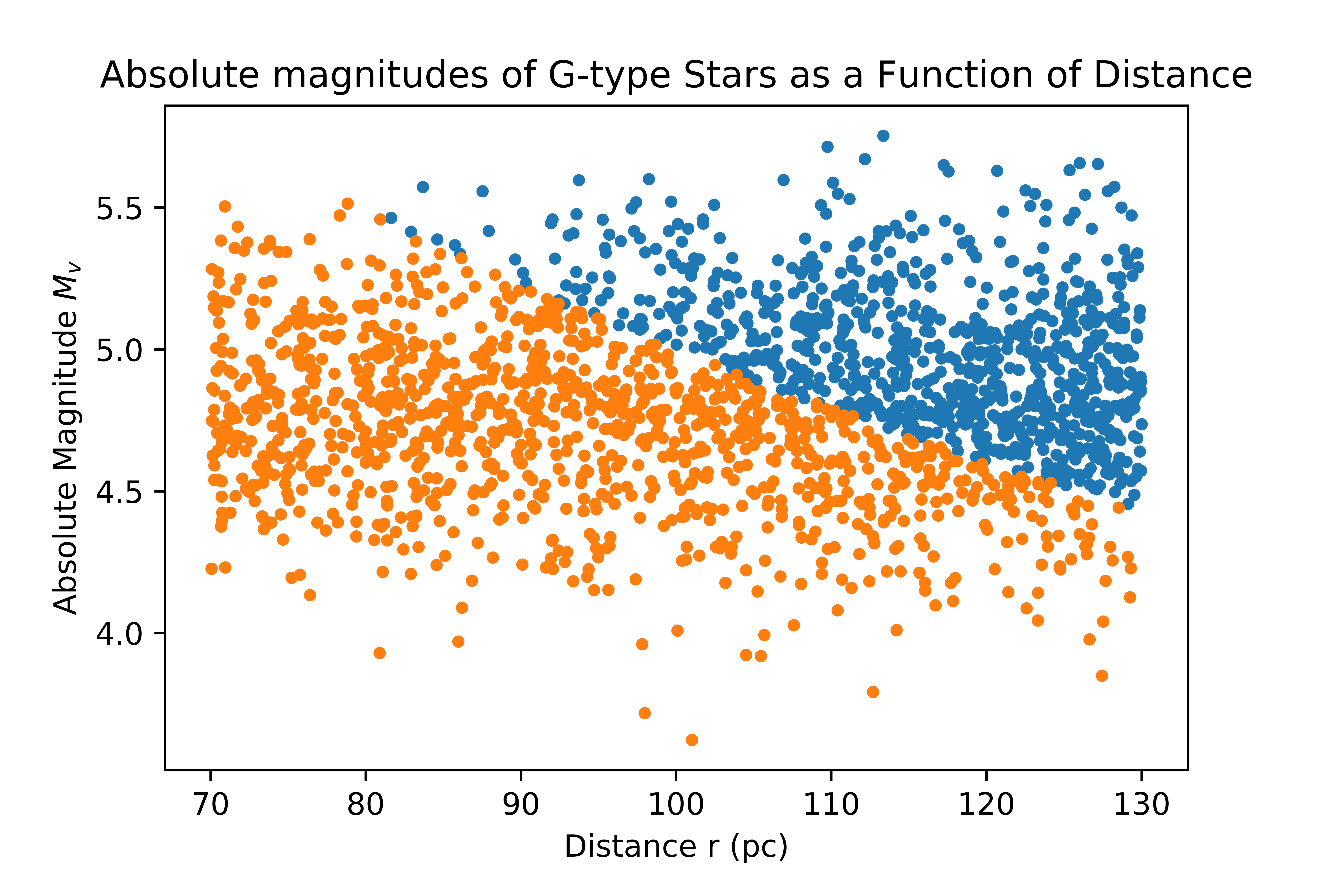 Absolute magnitudes of G-type Stars as a Function of Distance
5.5
5.0
4.5
4.0
Absolute Magnitude Mv
70 80 90 100 110 120 130
Distance r (pc)